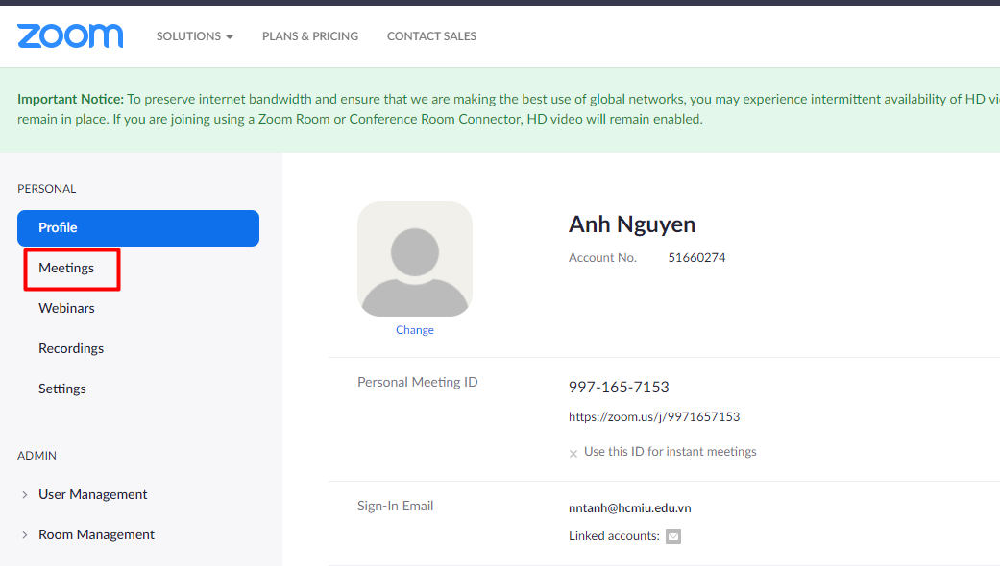 zoom
SOLUTIONS
PLANS & PRICING
CONTACT SALES
Important Notice: To preserve internet bandwidth and ensure that we are making the best use of global networks, you may experience intermittent availability of HD
remain in place. If you are joining using a Zoom Room or Conference Room Connector, HD video will remain enabled.
PERSONAL
Profile
Meetings
Webinars
Recordings
Settings
ADMIN
User Management
Room Management
Anh Nguyen
Account No. 51660274
Change
Personal Meeting ID
997-165-7153
https://zoom.us/j/9971657153
× Use this ID for instant meetings
Sign-In Email
nntanh@hcmiu.edu.vn
Linked accounts: